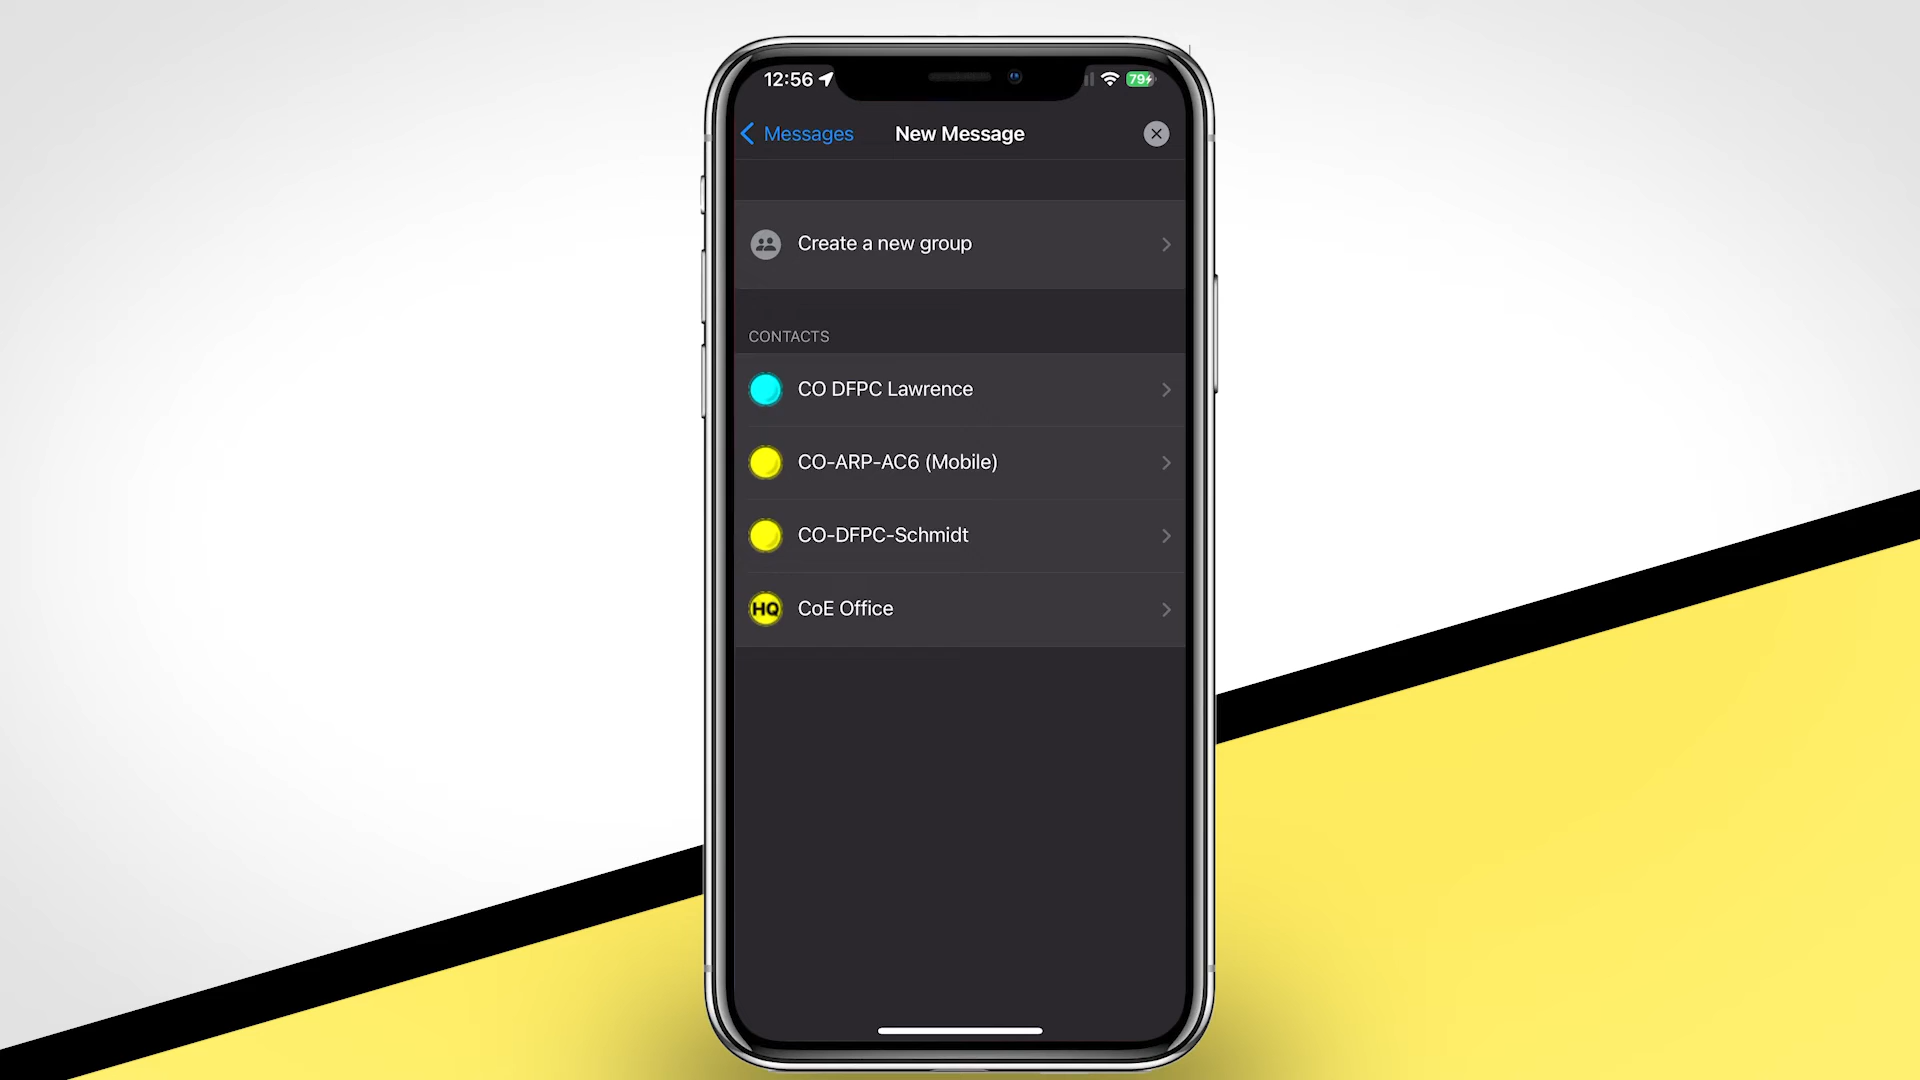 12:56
79
Messages
New Message
Create a new group
CONTACTS
CO DFPC Lawrence
CO-ARP-AC6 (Mobile)
CO-DFPC-Schmidt
HQ
CoE Office